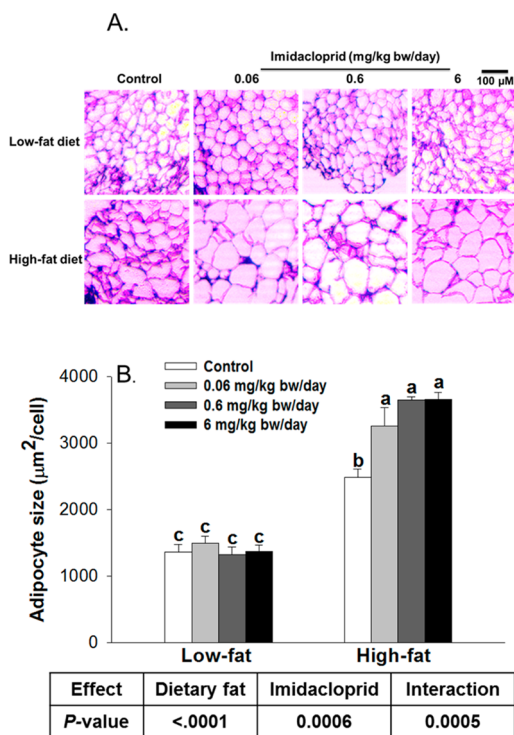 A.
Imidacloprid (mg/kg bw/day)
Control 0.06 0.6 6 100 µM
Low-fat diet
High-fat diet
B.
Control
0.06 mg/kg bw/day
0.6 mg/kg bw/day
6 mg/kg bw/day
Adipocyte size (µm²/cell)
4000
3000
2000
1000
0
c c c c
b a a a
Low-fat High-fat
Effect Dietary fat Imidacloprid Interaction
P-value <.0001 0.0006 0.0005